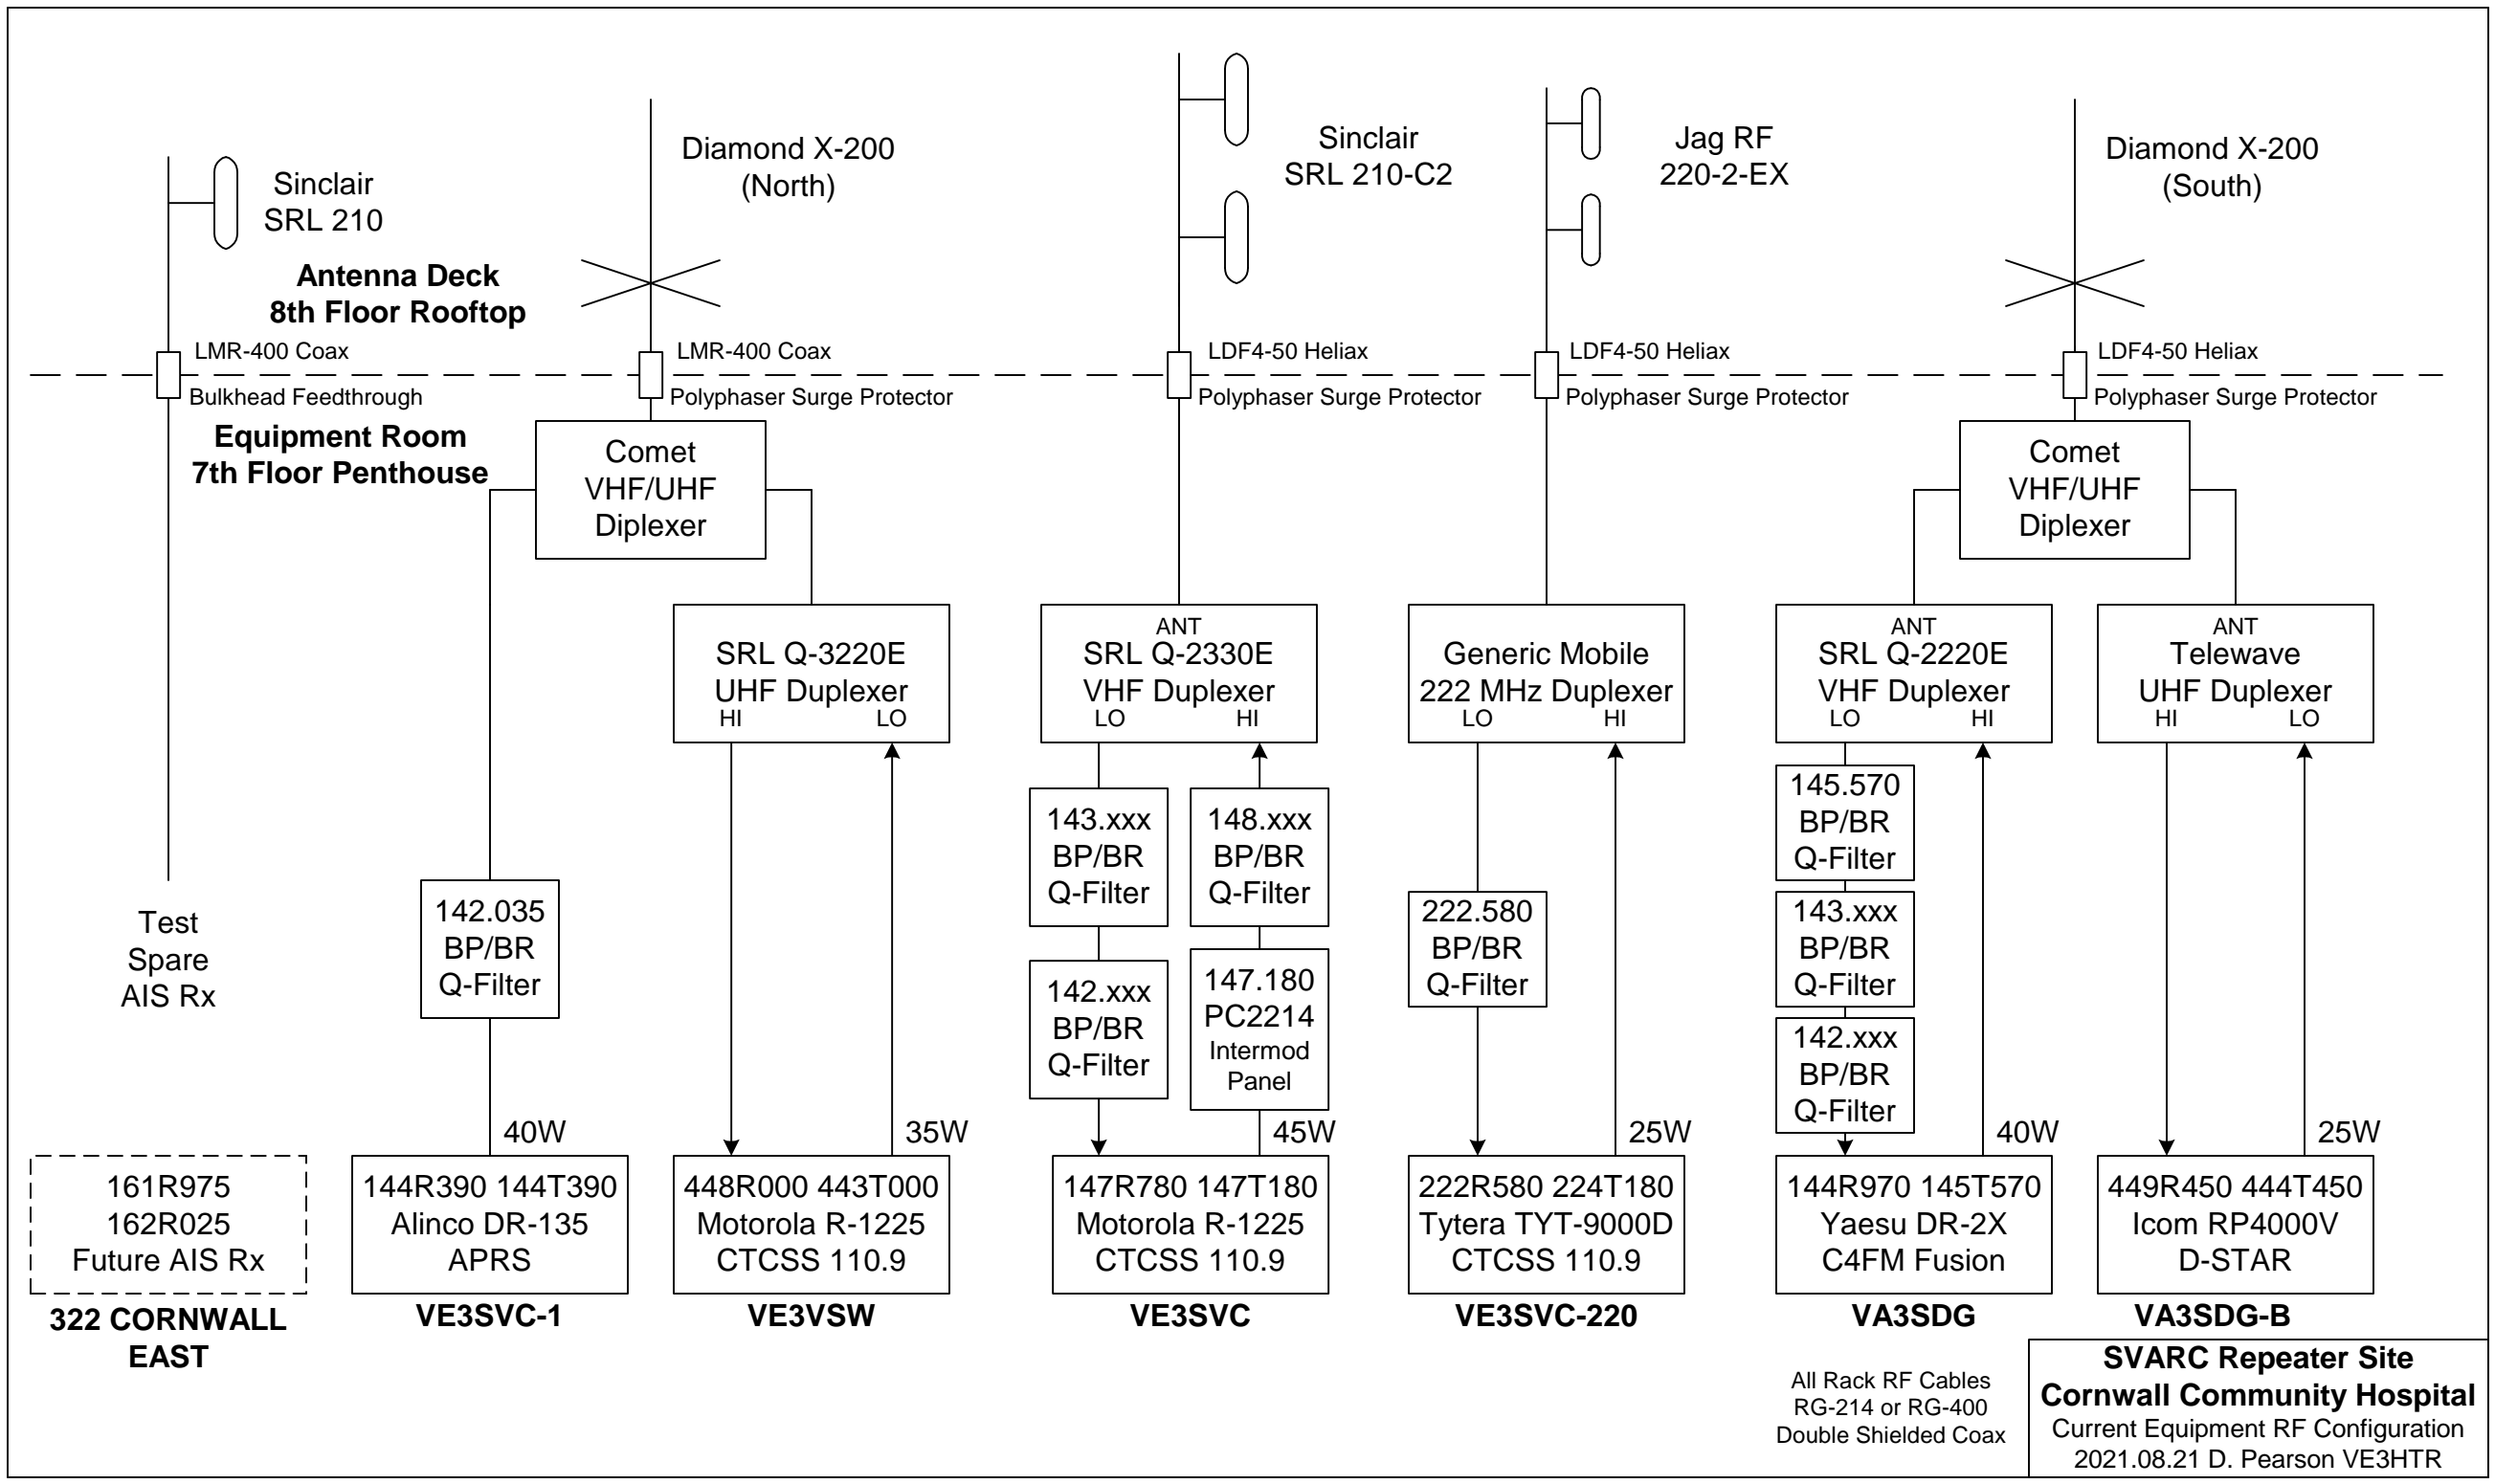 Sinclair
SRL 210
Diamond X-200
(North)
Sinclair
SRL 210-C2
Jag RF
220-2-EX
Diamond X-200
(South)
Antenna Deck
8th Floor Rooftop
LMR-400 Coax
LMR-400 Coax
LDF4-50 Heliax
LDF4-50 Heliax
LDF4-50 Heliax
Bulkhead Feedthrough
Polyphaser Surge Protector
Polyphaser Surge Protector
Polyphaser Surge Protector
Polyphaser Surge Protector
Equipment Room
7th Floor Penthouse
Comet
VHF/UHF
Diplexer
Comet
VHF/UHF
Diplexer
SRL Q-3220E
UHF Duplexer
HI LO
ANT
SRL Q-2330E
VHF Duplexer
LO HI
Generic Mobile
222 MHz Duplexer
LO HI
ANT
SRL Q-2220E
VHF Duplexer
LO HI
ANT
Telewave
UHF Duplexer
HI LO
Test
Spare
AIS Rx
142.035
BP/BR
Q-Filter
143.xxx
BP/BR
Q-Filter
142.xxx
BP/BR
Q-Filter
148.xxx
BP/BR
Q-Filter
147.180
PC2214
Intermod
Panel
222.580
BP/BR
Q-Filter
145.570
BP/BR
Q-Filter
143.xxx
BP/BR
Q-Filter
142.xxx
BP/BR
Q-Filter
40W
35W
45W
25W
40W
25W
161R975
162R025
Future AIS Rx
322 CORNWALL
EAST
144R390 144T390
Alinco DR-135
APRS
VE3SVC-1
448R000 443T000
Motorola R-1225
CTCSS 110.9
VE3VSW
147R780 147T180
Motorola R-1225
CTCSS 110.9
VE3SVC
222R580 224T180
Tytera TYT-9000D
CTCSS 110.9
VE3SVC-220
144R970 145T570
Yaesu DR-2X
C4FM Fusion
VA3SDG
449R450 444T450
Icom RP4000V
D-STAR
VA3SDG-B
All Rack RF Cables
RG-214 or RG-400
Double Shielded Coax
SVARC Repeater Site
Cornwall Community Hospital
Current Equipment RF Configuration
2021.08.21 D. Pearson VE3HTR